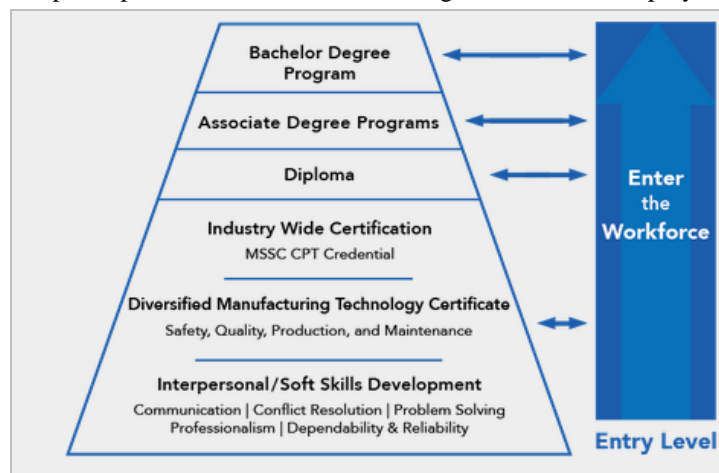 Bachelor Degree
Program
Associate Degree Programs
Diploma
Industry Wide Certification
MSSC CPT Credential
Diversified Manufacturing Technology Certificate
Safety, Quality, Production, and Maintenance
Interpersonal/Soft Skills Development
Communication | Conflict Resolution | Problem Solving
Professionalism | Dependability & Reliability
Enter
the
Workforce
Entry Level